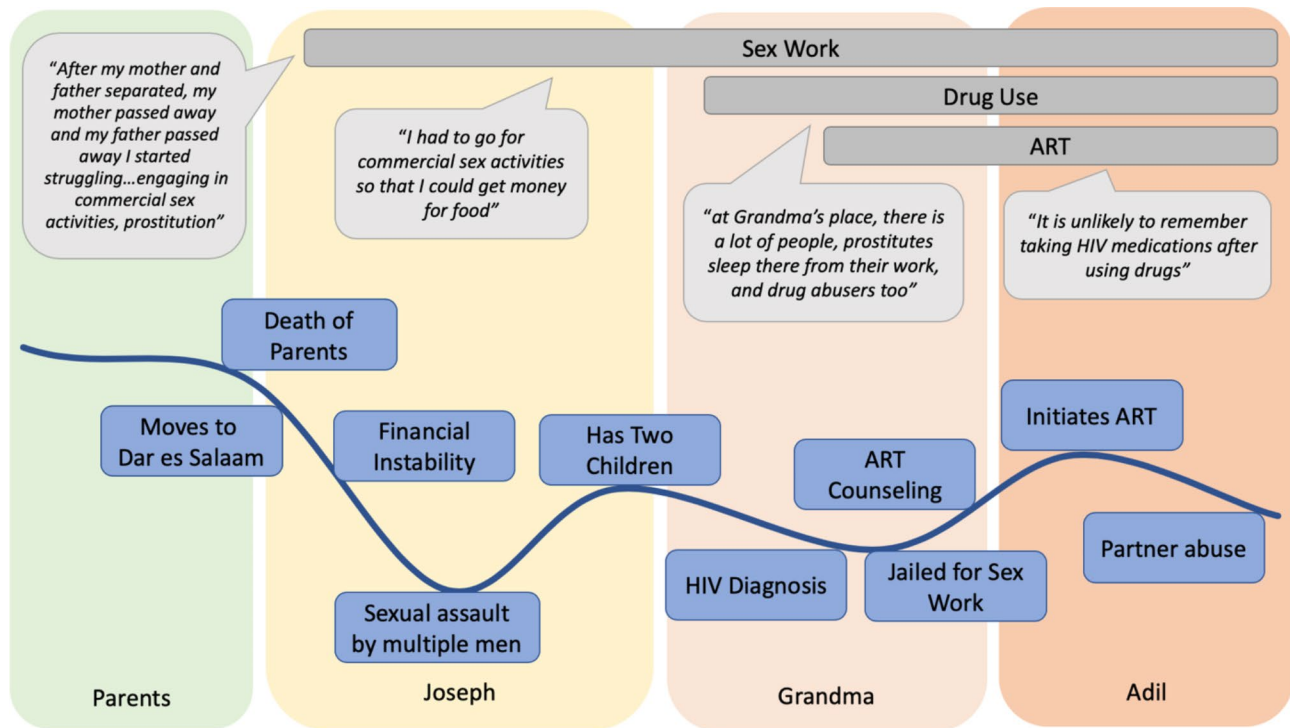 Sex Work
Drug Use
ART
“After my mother and
father separated, my
mother passed away
and my father passed
away I started
struggling…engaging in
commercial sex
activities, prostitution”
“I had to go for
commercial sex activities
so that I could get money
for food”
“at Grandma’s place, there is
a lot of people, prostitutes
sleep there from their work,
and drug abusers too”
“It is unlikely to remember
taking HIV medications after
using drugs”
Death of
Parents
Moves to
Dar es Salaam
Financial
Instability
Sexual assault
by multiple men
Has Two
Children
HIV Diagnosis
ART
Counseling
Jailed for Sex
Work
Initiates ART
Partner abuse
Parents
Joseph
Grandma
Adil